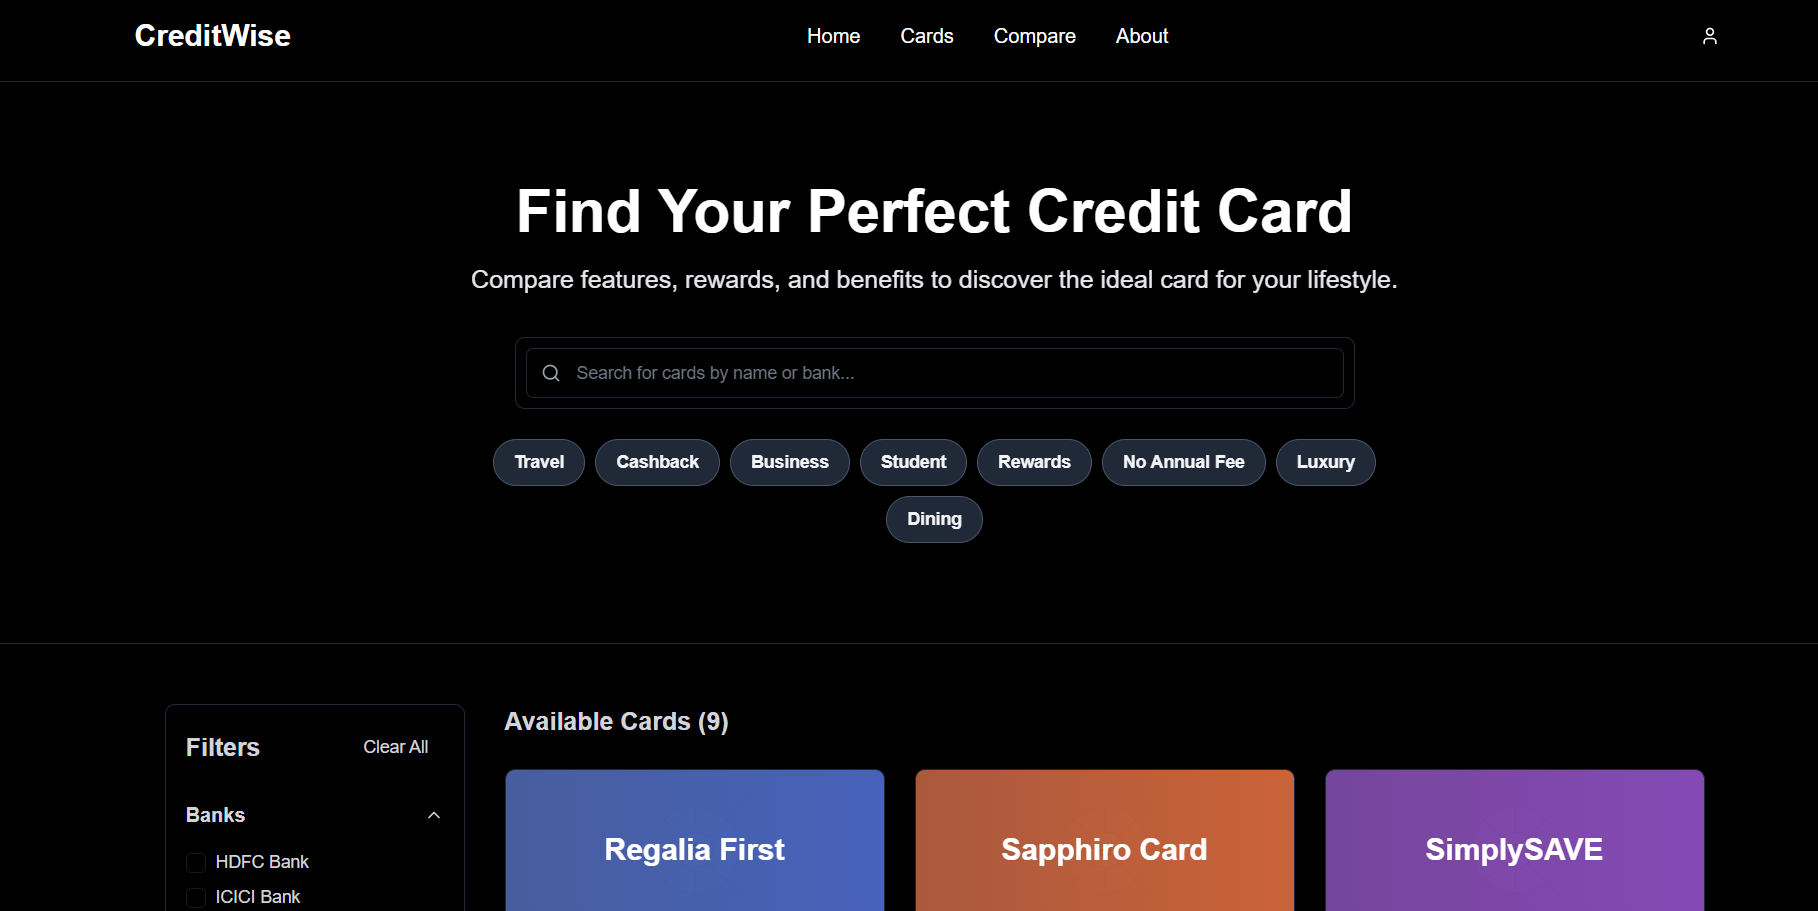 CreditWise
Home Cards Compare About
Find Your Perfect Credit Card
Compare features, rewards, and benefits to discover the ideal card for your lifestyle.
Search for cards by name or bank...
Travel Cashback Business Student Rewards No Annual Fee Luxury
Dining
Filters Clear All
Banks
HDFC Bank
ICICI Bank
Available Cards (9)
Regalia First Sapphiro Card SimplySAVE